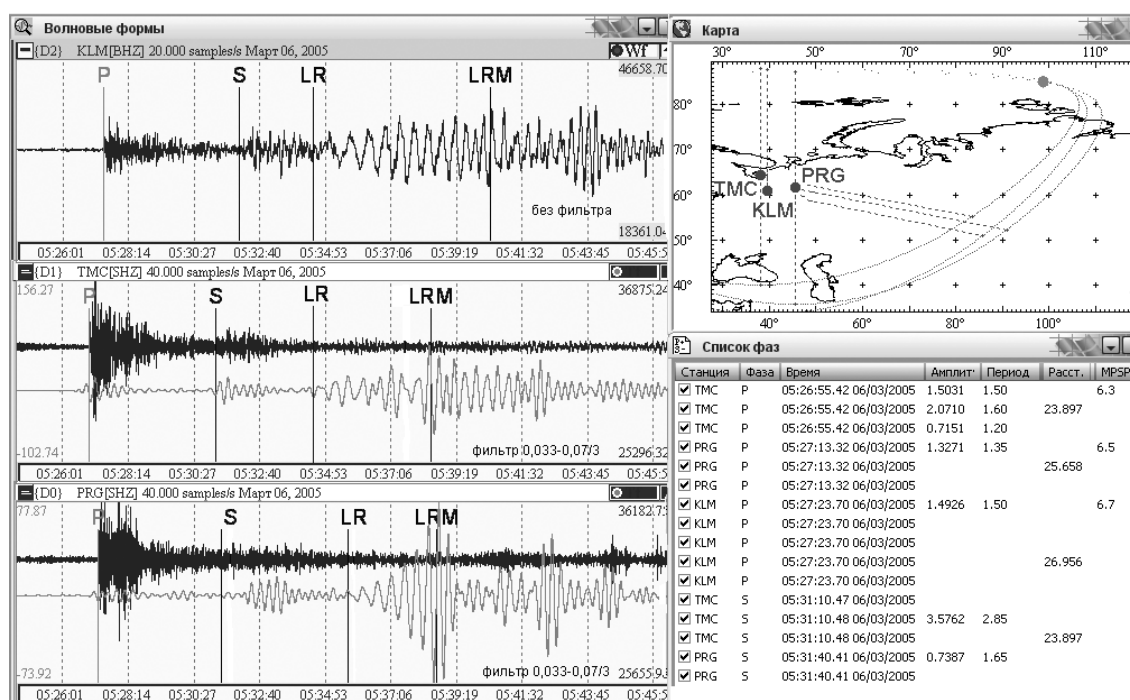 Волновые формы
{D2} KLM[BHZ] 20.000 samples/s Март 06, 2005
Wf
P S LR LRM
46658.70
без фильтра
18361.04
05:26:01 05:28:14 05:30:27 05:32:40 05:34:53 05:37:06 05:39:19 05:41:32 05:43:45 05:45:5
{D1} TMC[SHZ] 40.000 samples/s Март 06, 2005
156.27 36875.24
P S LR LRM
-102.74
фильтр 0,033-0,07/3
25296.32
05:26:01 05:28:14 05:30:27 05:32:40 05:34:53 05:37:06 05:39:19 05:41:32 05:43:45 05:45:5
{D0} PRG[SHZ] 40.000 samples/s Март 06, 2005
77.87 36182.75
P S LR LRM
-73.92
фильтр 0,033-0,07/3
25655.93
05:26:01 05:28:14 05:30:27 05:32:40 05:34:53 05:37:06 05:39:19 05:41:32 05:43:45 05:45:5
Карта
30° 50° 70° 90° 110°
80°
70°
60°
50°
40°
TMC
PRG
KLM
40° 60° 80° 100°
Список фаз
Станция Фаза Время Амплит Период Расст. MPSP
TMC P 05:26:55.42 06/03/2005 1.5031 1.50 6.3
TMC P 05:26:55.42 06/03/2005 2.0710 1.60 23.897
TMC P 05:26:55.42 06/03/2005 0.7151 1.20
PRG P 05:27:13.32 06/03/2005 1.3271 1.35 6.5
PRG P 05:27:13.32 06/03/2005 25.658
PRG P 05:27:13.32 06/03/2005
KLM P 05:27:23.70 06/03/2005 1.4926 1.50 6.7
KLM P 05:27:23.70 06/03/2005
KLM P 05:27:23.70 06/03/2005
KLM P 05:27:23.70 06/03/2005 26.956
KLM P 05:27:23.70 06/03/2005
TMC S 05:31:10.47 06/03/2005
TMC S 05:31:10.48 06/03/2005 3.5762 2.85
TMC S 05:31:10.48 06/03/2005 23.897
PRG S 05:31:40.41 06/03/2005 0.7387 1.65
PRG S 05:31:40.41 06/03/2005